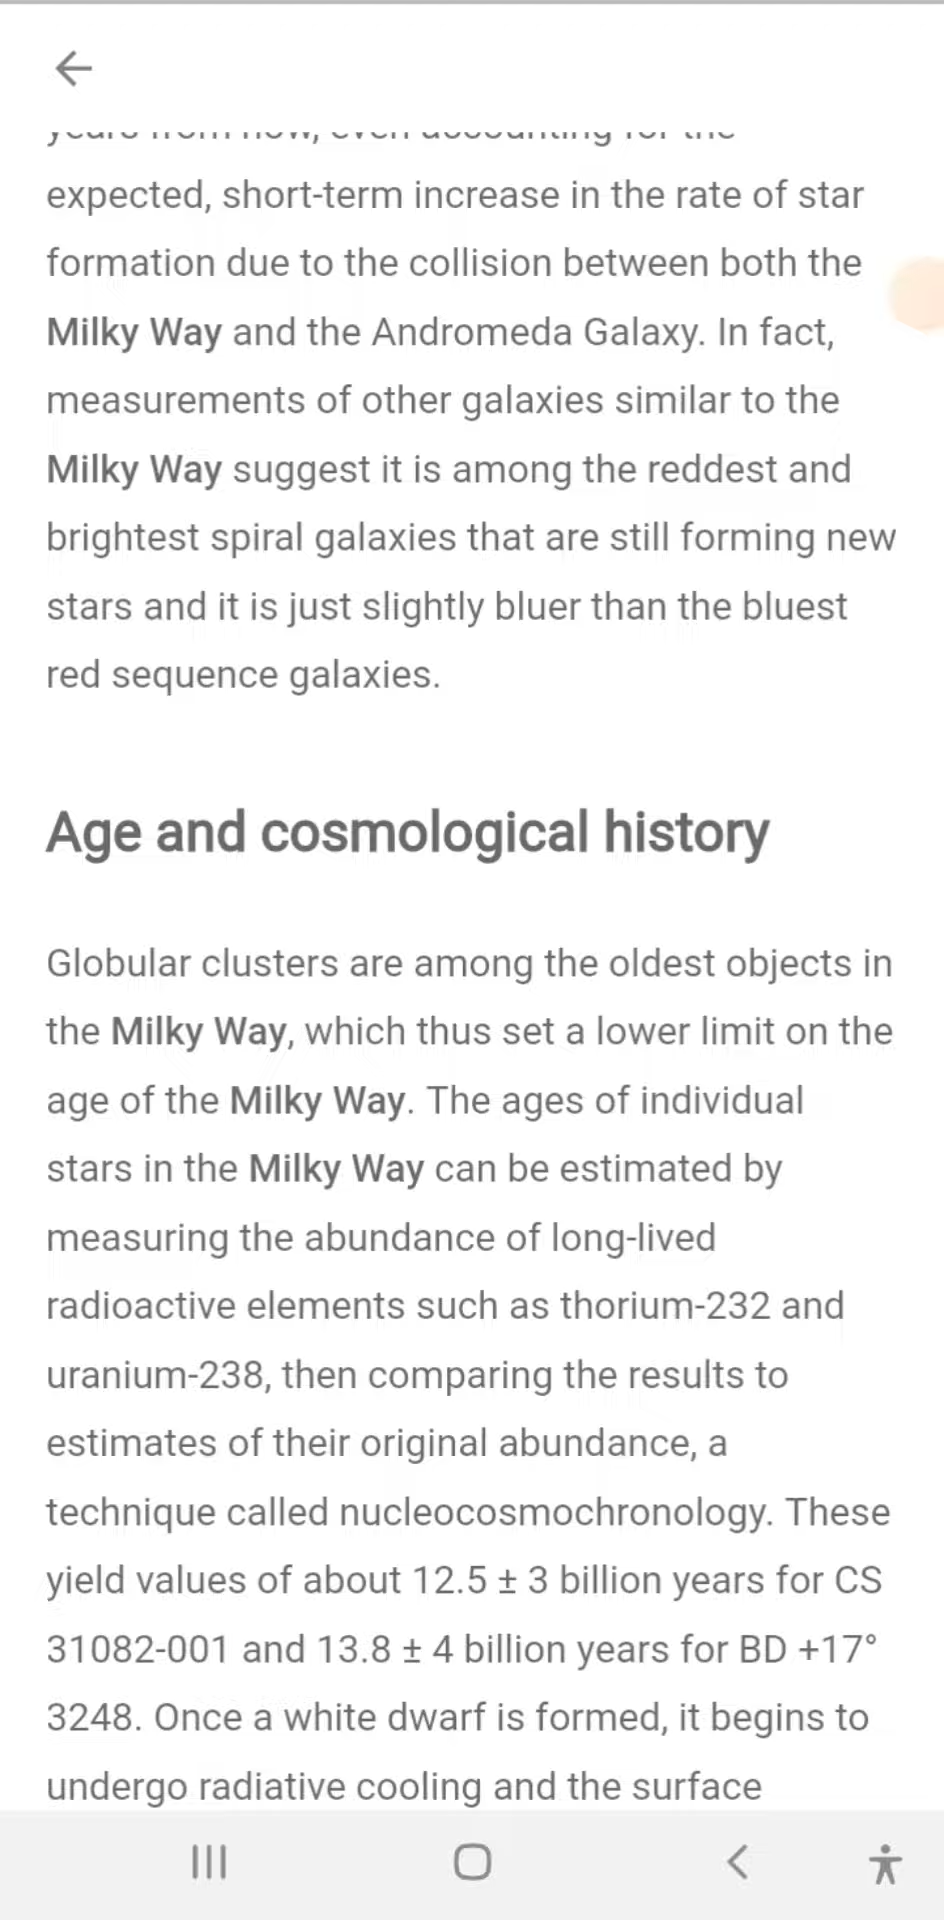 years from now, even accounting for the
expected, short-term increase in the rate of star
formation due to the collision between both the
Milky Way and the Andromeda Galaxy. In fact,
measurements of other galaxies similar to the
Milky Way suggest it is among the reddest and
brightest spiral galaxies that are still forming new
stars and it is just slightly bluer than the bluest
red sequence galaxies.
Age and cosmological history
Globular clusters are among the oldest objects in
the Milky Way, which thus set a lower limit on the
age of the Milky Way. The ages of individual
stars in the Milky Way can be estimated by
measuring the abundance of long-lived
radioactive elements such as thorium-232 and
uranium-238, then comparing the results to
estimates of their original abundance, a
technique called nucleocosmochronology. These
yield values of about 12.5 ± 3 billion years for CS
31082-001 and 13.8 ± 4 billion years for BD +17°
3248. Once a white dwarf is formed, it begins to
undergo radiative cooling and the surface